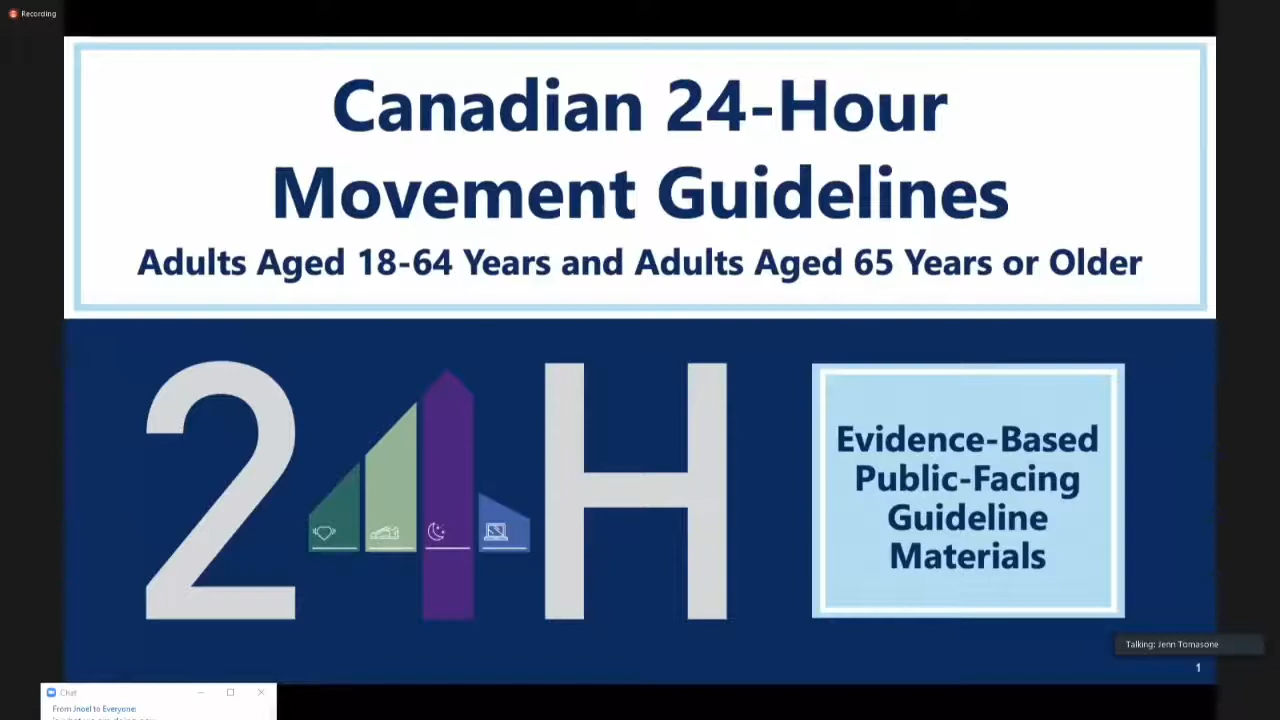 Recording
Canadian 24-Hour
Movement Guidelines
Adults Aged 18-64 Years and Adults Aged 65 Years or Older
24H
Evidence-Based
Public-Facing
Guideline
Materials
Talking: Jenn Tomasone
1
Chat
From Jnoel to Everyone: